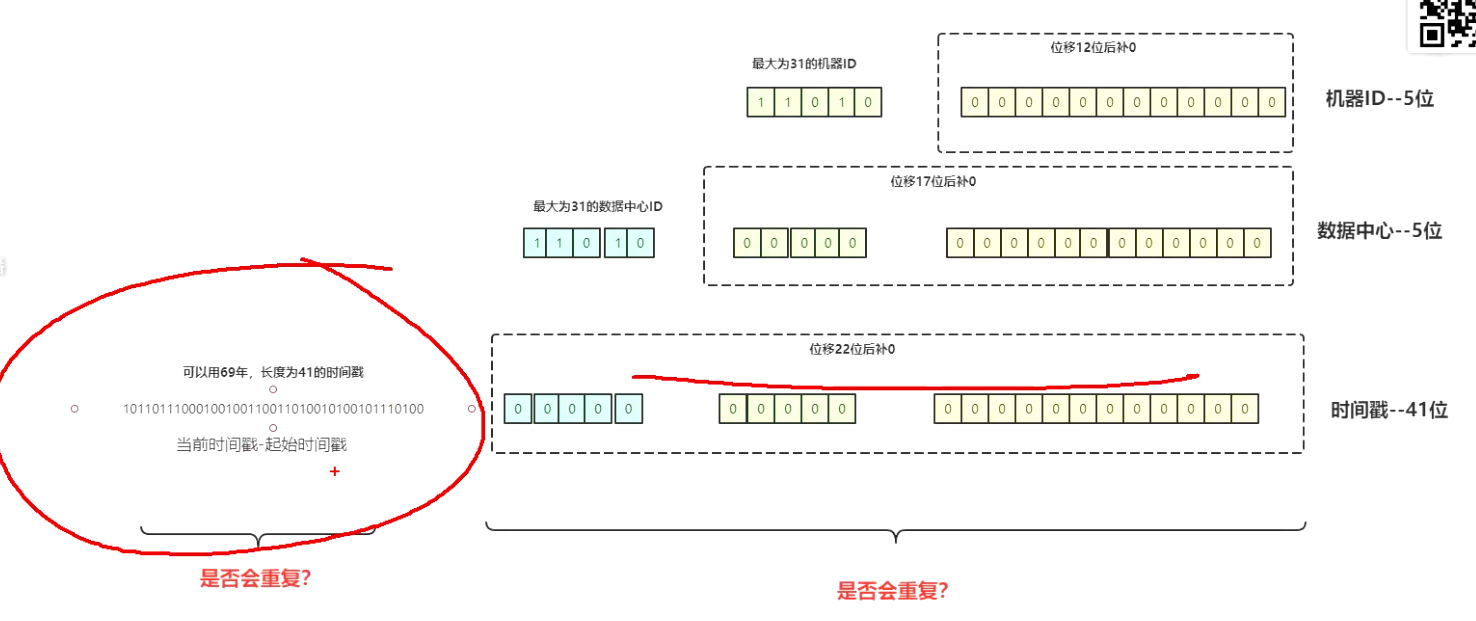 位移12位后补0
最大为31的机器ID
1 1 0 1 0 0 0 0 0 0 0 0 0 0 0 0 0
机器ID--5位
位移17位后补0
最大为31的数据中心ID
1 1 0 1 0 0 0 0 0 0 0 0 0 0 0 0 0 0 0 0 0 0
数据中心--5位
位移22位后补0
可以用69年，长度为41的时间戳
10110111000100100110011010010100101110100
0 0 0 0 0 0 0 0 0 0 0 0 0 0 0 0 0 0 0 0 0 0
时间戳--41位
当前时间戳-起始时间戳
是否会重复？
是否会重复？